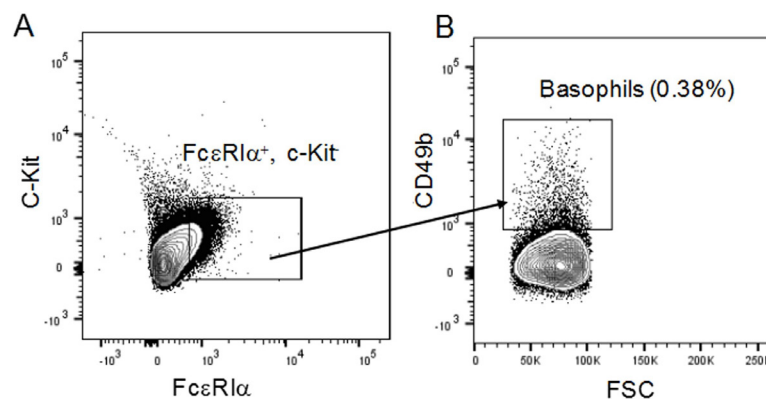 A
C-Kit
10⁵
10⁴
10³
0
-10³
FcεRIα⁺, c-Kit⁻
-10³ 0 10³ 10⁴ 10⁵
FcεRIα
B
CD49b
10⁵
10⁴
10³
0
-10³
Basophils (0.38%)
0 50K 100K 150K 200K 250K
FSC